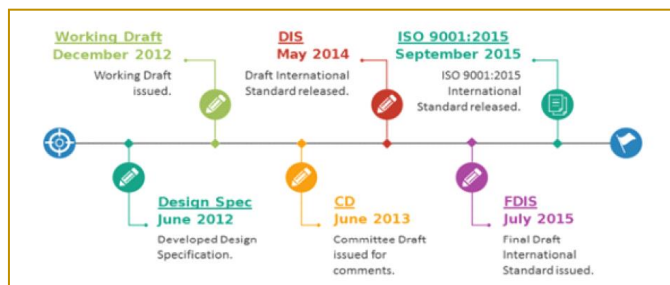 Working Draft
December 2012
Working Draft
issued.
DIS
May 2014
Draft International
Standard released.
ISO 9001:2015
September 2015
ISO 9001:2015
International
Standard released.
Design Spec
June 2012
Developed Design
Specification.
CD
June 2013
Committee Draft
issued for
comments.
FDIS
July 2015
Final Draft
International
Standard issued.